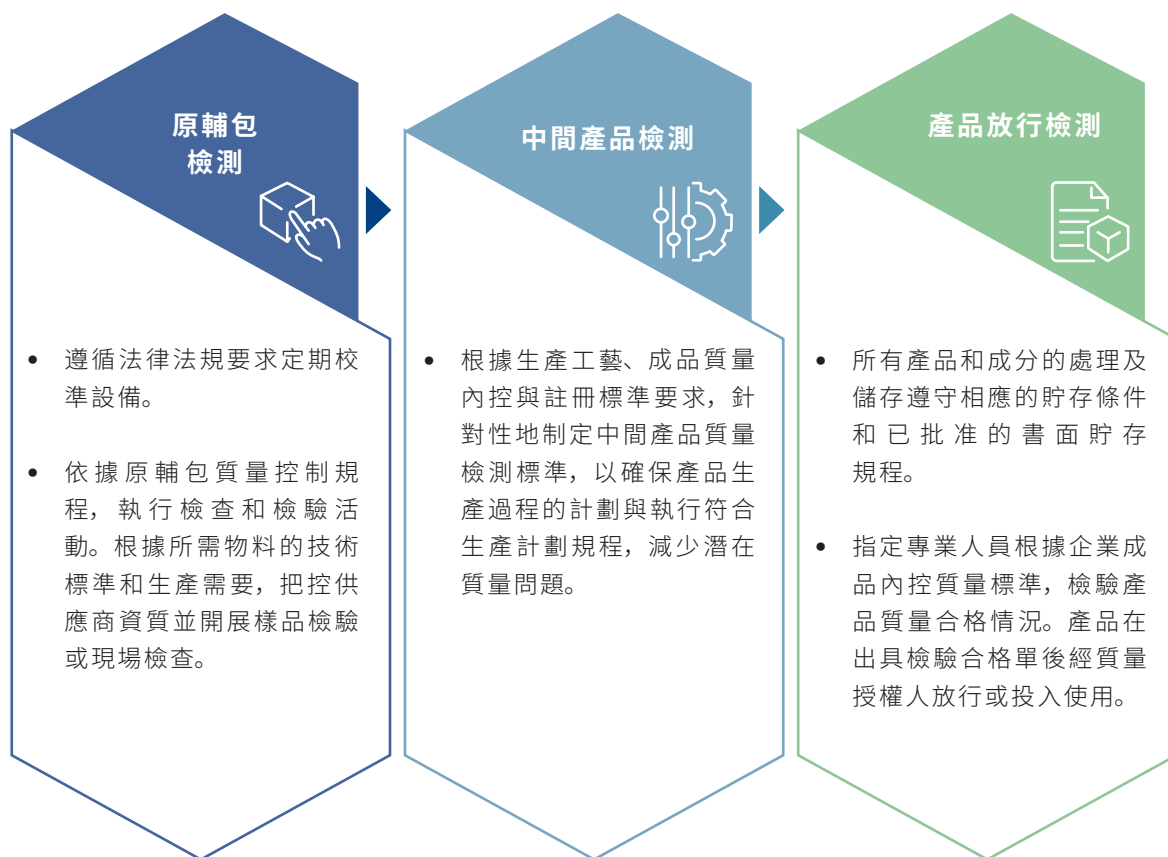 原輔包
檢測
遵循法律法規要求定期校
準設備。
依據原輔包質量控制規
程，執行檢查和檢驗活
動。根據所需物料的技術
標準和生產需要，把控供
應商資質並開展樣品檢驗
或現場檢查。
中間產品檢測
根據生產工藝、成品質量
內控與註冊標準要求，針
對性地制定中間產品質量
檢測標準，以確保產品生
產過程的計劃與執行符合
生產計劃規程，減少潛在
質量問題。
產品放行檢測
所有產品和成分的處理及
儲存遵守相應的貯存條件
和已批准的書面貯存
規程。
指定專業人員根據企業成
品內控質量標準，檢驗產
品質量合格情況。產品在
出具檢驗合格單後經質量
授權人放行或投入使用。